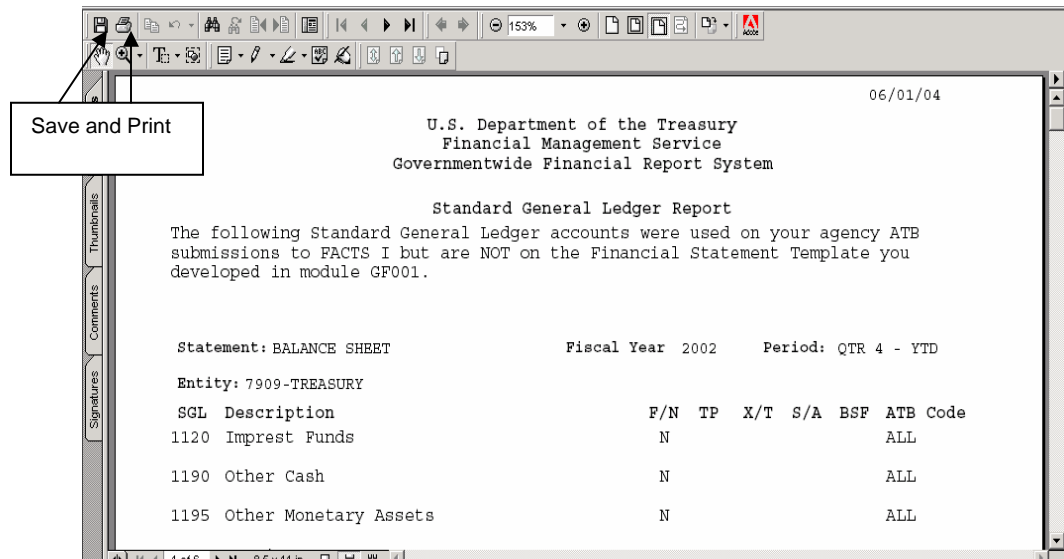 153%
Adobe
Save and Print
06/01/04
U.S. Department of the Treasury
Financial Management Service
Governmentwide Financial Report System
Standard General Ledger Report
The following Standard General Ledger accounts were used on your agency ATB
submissions to FACTS I but are NOT on the Financial Statement Template you
developed in module GF001.
Thumbnails
Comments
Signatures
Statement: BALANCE SHEET Fiscal Year 2002 Period: QTR 4 - YTD
Entity: 7909-TREASURY
SGL Description F/N TP X/T S/A BSF ATB Code
1120 Imprest Funds N ALL
1190 Other Cash N ALL
1195 Other Monetary Assets N ALL